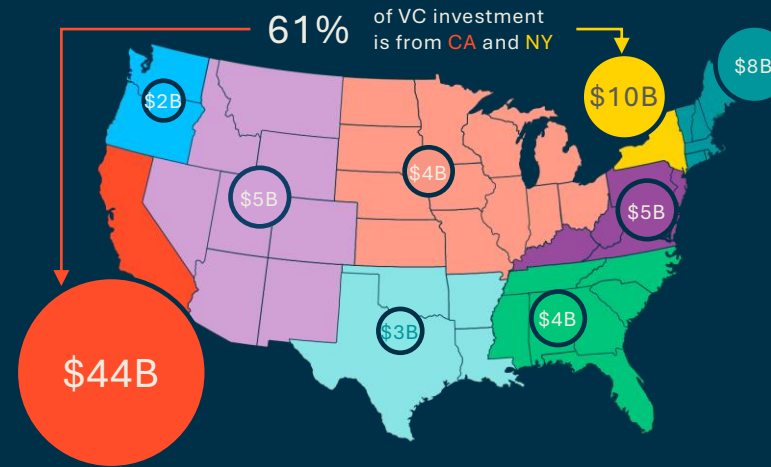 61%
of VC investment
is from CA and NY
$8B
$2B
$10B
$4B
$5B
$5B
$4B
$3B
$44B